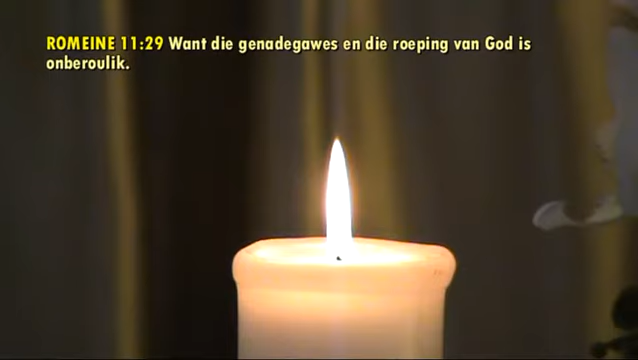 ROMEINE 11:29 Want die genadegawes en die roeping van God is
onberoulik.